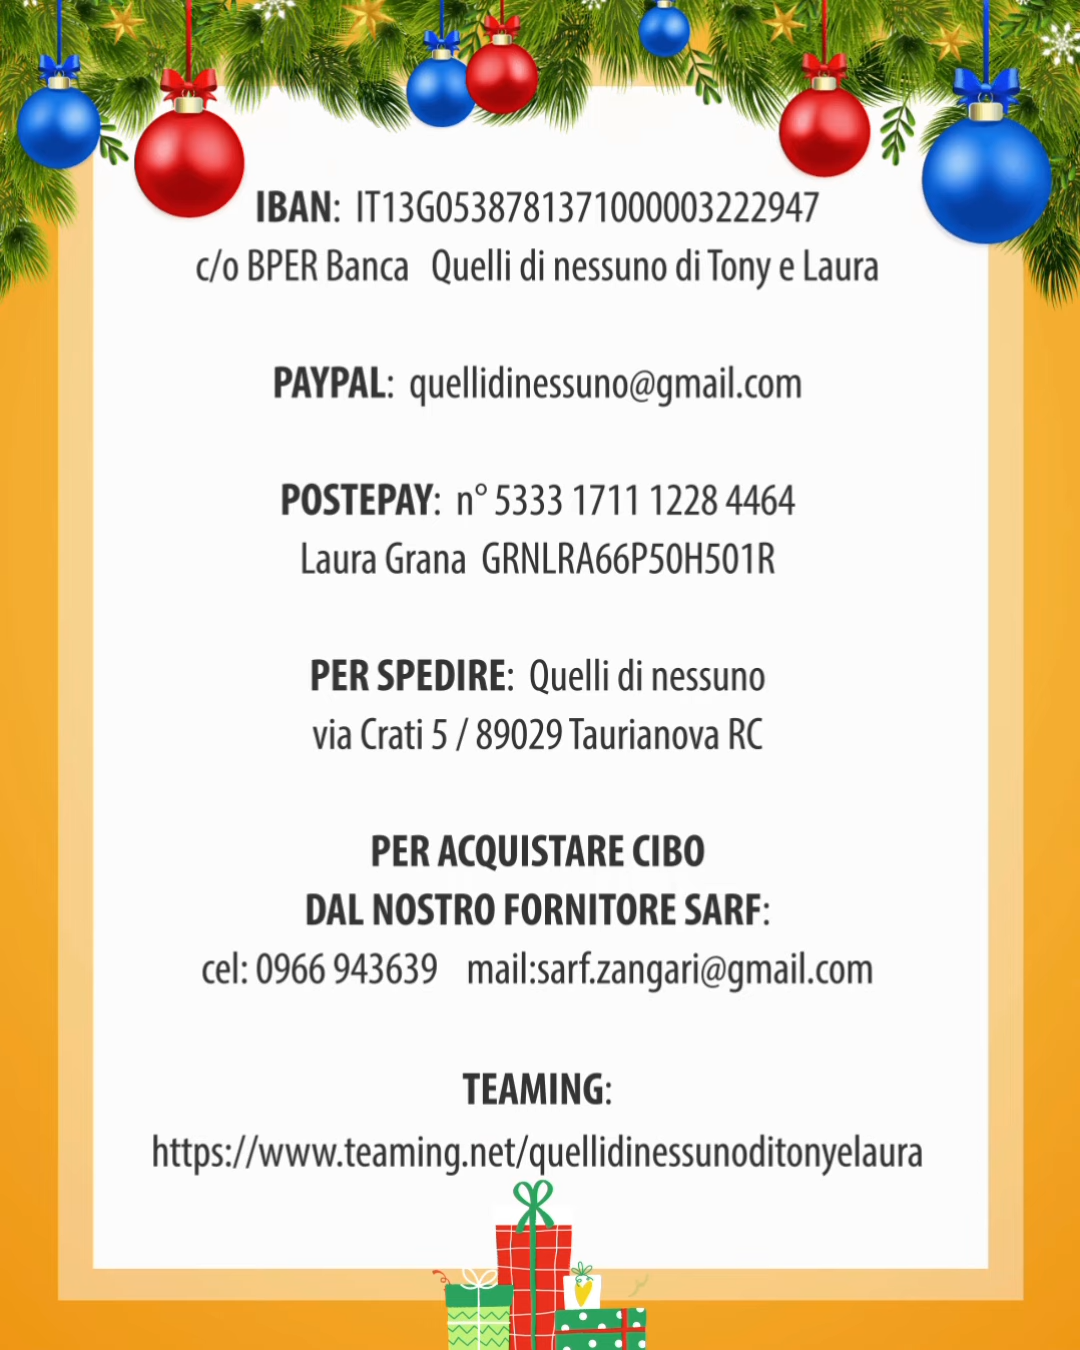 IBAN: IT13G0538781371000003222947
c/o BPER Banca Quelli di nessuno di Tony e Laura
PAYPAL: quellidinessuno@gmail.com
POSTEPAY: n° 5333 1711 1228 4464
Laura Grana GRNLRA66P50H501R
PER SPEDIRE: Quelli di nessuno
via Crati 5 / 89029 Taurianova RC
PER ACQUISTARE CIBO
DAL NOSTRO FORNITORE SARF:
cel: 0966 943639 mail:sarf.zangari@gmail.com
TEAMING:
https://www.teaming.net/quellidinessunoditonyelaura